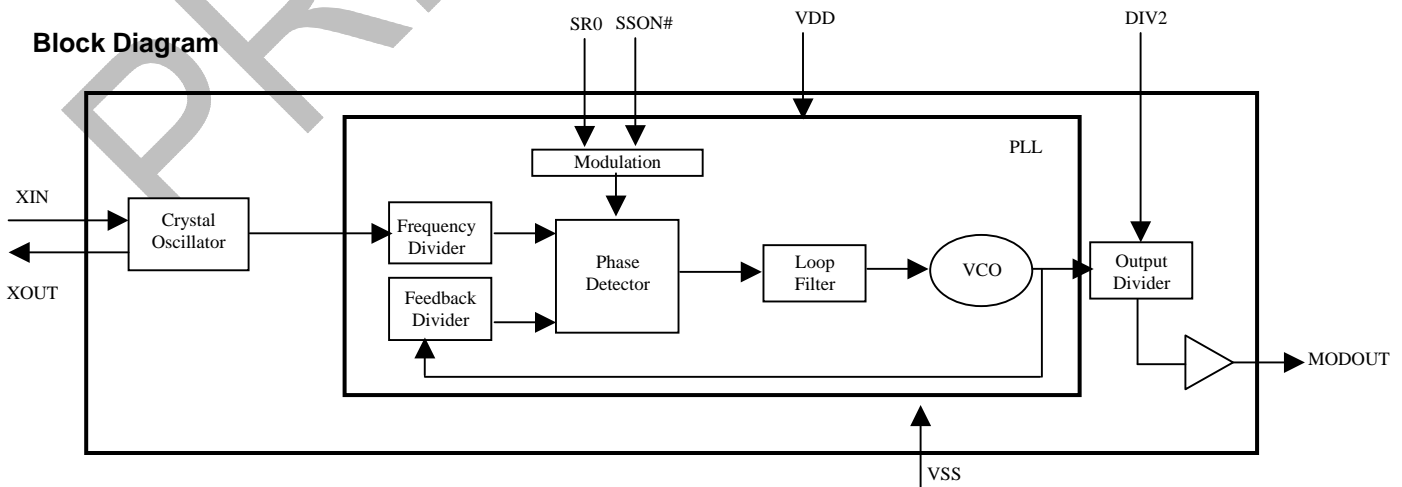 Block Diagram
SR0 SSON# VDD DIV2
PLL
Modulation
XIN
XOUT
Crystal
Oscillator
Frequency
Divider
Feedback
Divider
Phase
Detector
Loop
Filter
VCO
Output
Divider
MODOUT
VSS